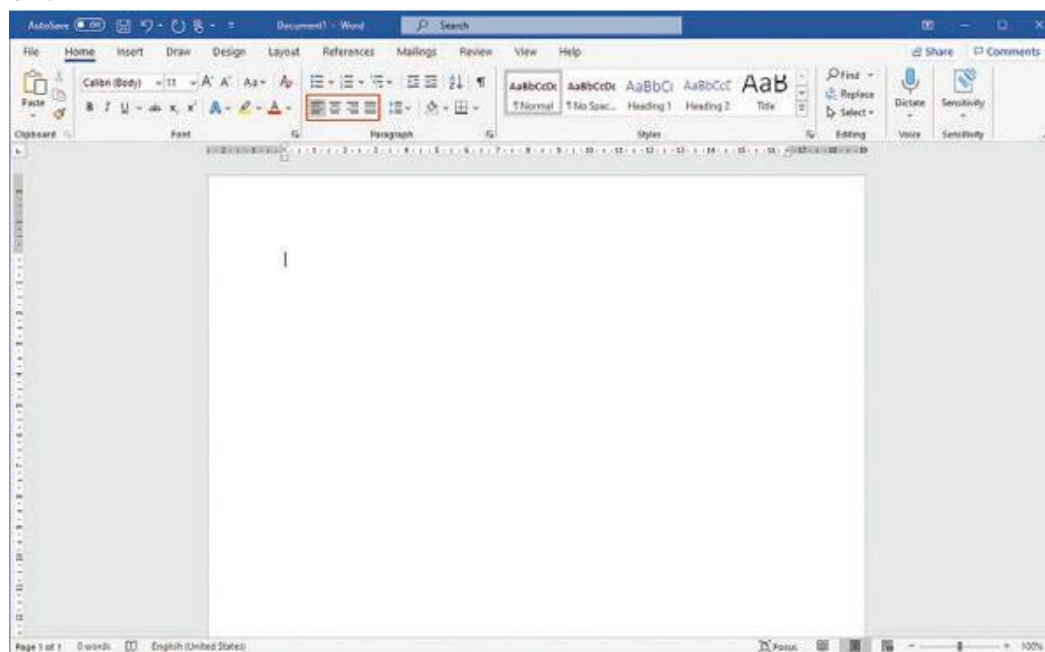 AutoSave On Document1 - Word Search
File Home Insert Draw Design Layout References Mailings Review View Help Share Comments
Paste Calibri (Body) 11 A^ A˅ Aa A
B I U ab x, x' A A
AaBbCcDc AaBbCcDc AaBbCc AaBbCcC AaB
¶ Normal ¶ No Spac... Heading 1 Heading 2 Title
Find
Replace
Select
Dictate Sensitivity
Clipboard Font Paragraph Styles Editing Voice Sensitivity
Page 1 of 1 0 words English (United States) Focus 100%